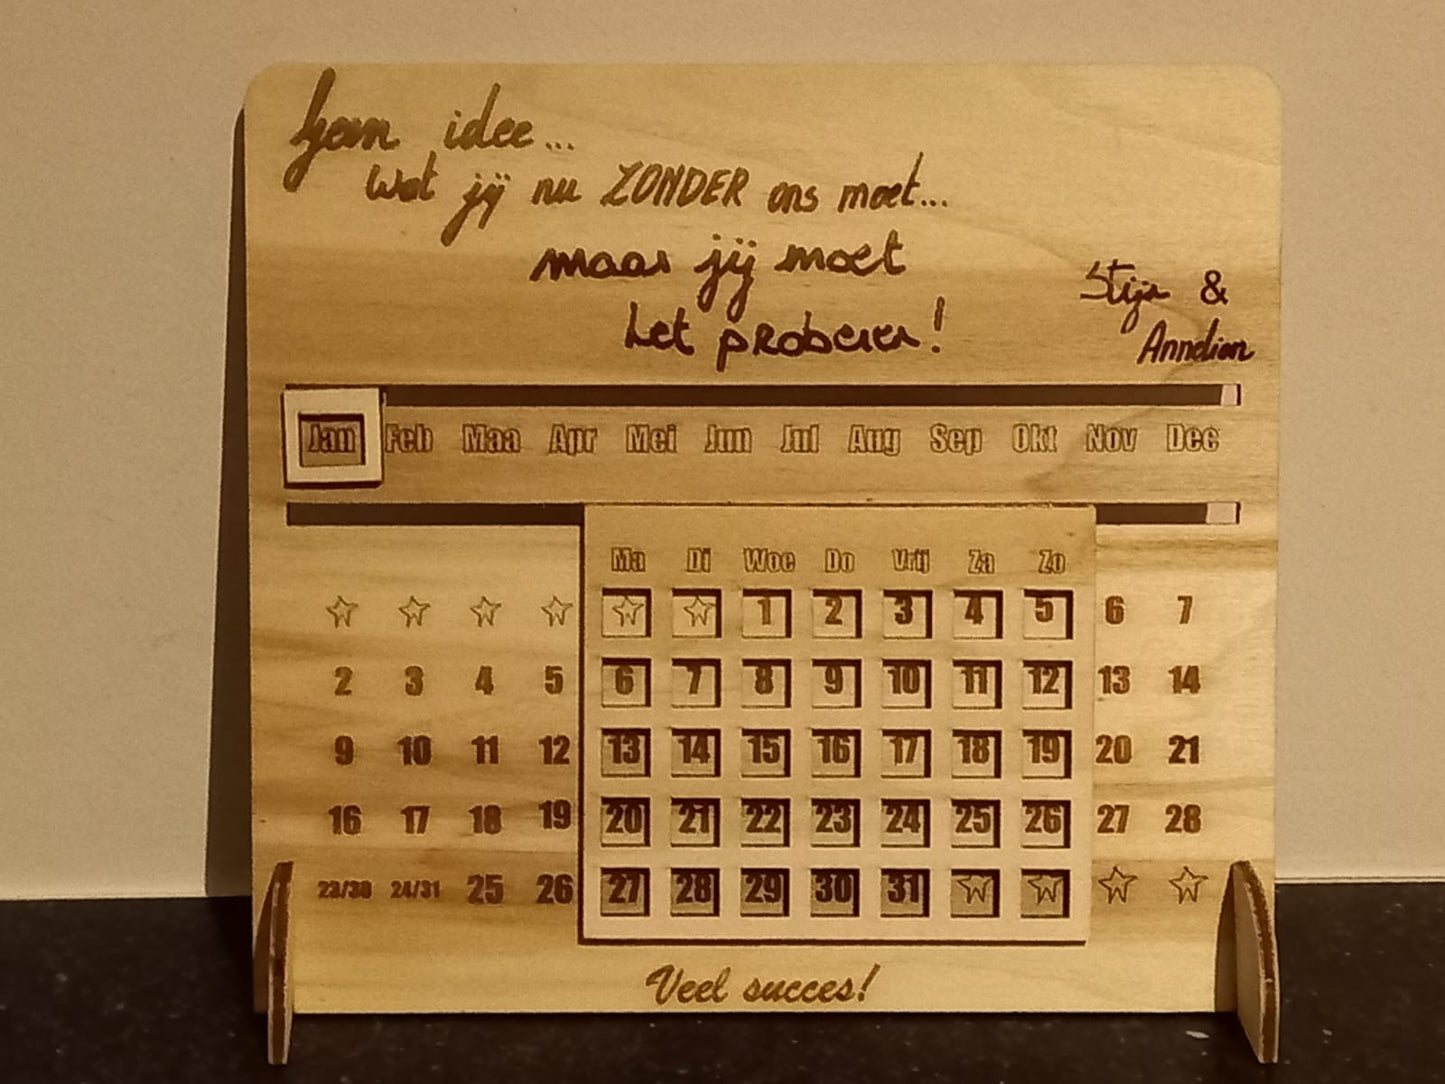 Geen idee...
Wat jij nu ZONDER ons moet...
maar jij moet
het proberen!
Stijn &
Annelien
Jan Feb Maa Apr Mei Jun Jul Aug Sep Okt Nov Dec
Ma Di Woe Do Vrij Za Zo
1 2 3 4 5 6 7
2 3 4 5 6 7 8 9 10 11 12 13 14
9 10 11 12 13 14 15 16 17 18 19 20 21
16 17 18 19 20 21 22 23 24 25 26 27 28
23/30 24/31 25 26 27 28 29 30 31
Veel succes!